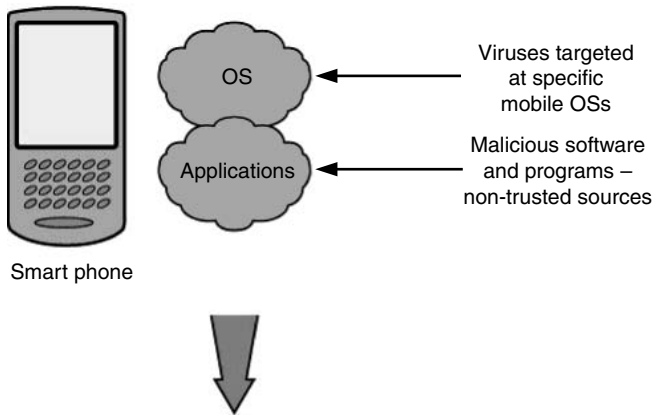 OS
Viruses targeted
at specific
mobile OSs
Applications
Malicious software
and programs –
non-trusted sources
Smart phone